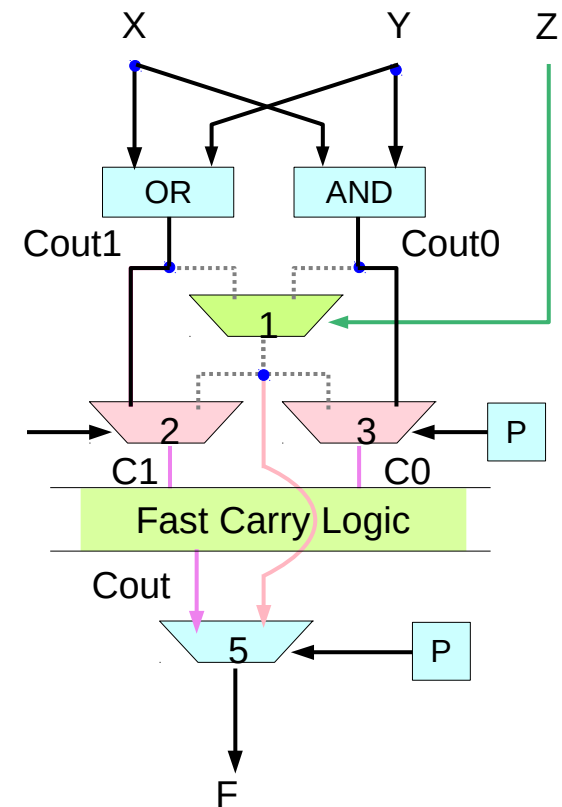 X Y Z
OR AND
Cout1 Cout0
1
2 3 P
C1 C0
Fast Carry Logic
Cout
5 P
F